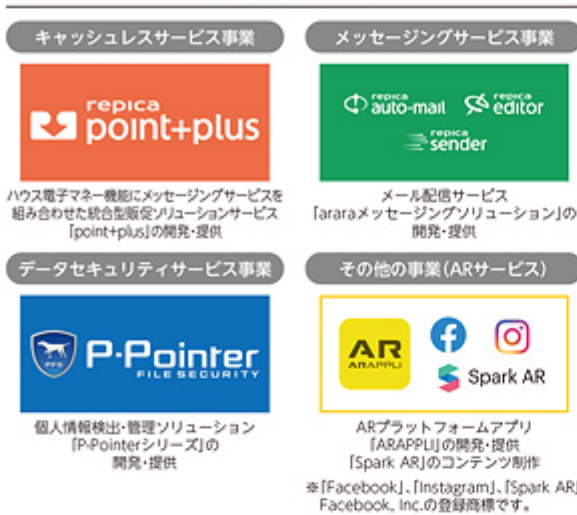 キャッシュレスサービス事業
repica
point+plus
ハウス電子マネー機能にメッセージングサービスを
組み合わせた統合型販促ソリューションサービス
「point+plus」の開発・提供
メッセージングサービス事業
repica
auto-mail
repica
editor
repica
sender
メール配信サービス
「araraメッセージングソリューション」の
開発・提供
データセキュリティサービス事業
PFS
P-Pointer
FILE SECURITY
個人情報検出・管理ソリューション
「P-Pointerシリーズ」の
開発・提供
その他の事業(ARサービス)
AR
ARAPPLI
Spark AR
ARプラットフォームアプリ
「ARAPPLI」の開発・提供
「Spark AR」のコンテンツ制作
※「Facebook」、「Instagram」、「Spark AR」
Facebook, Inc.の登録商標です。